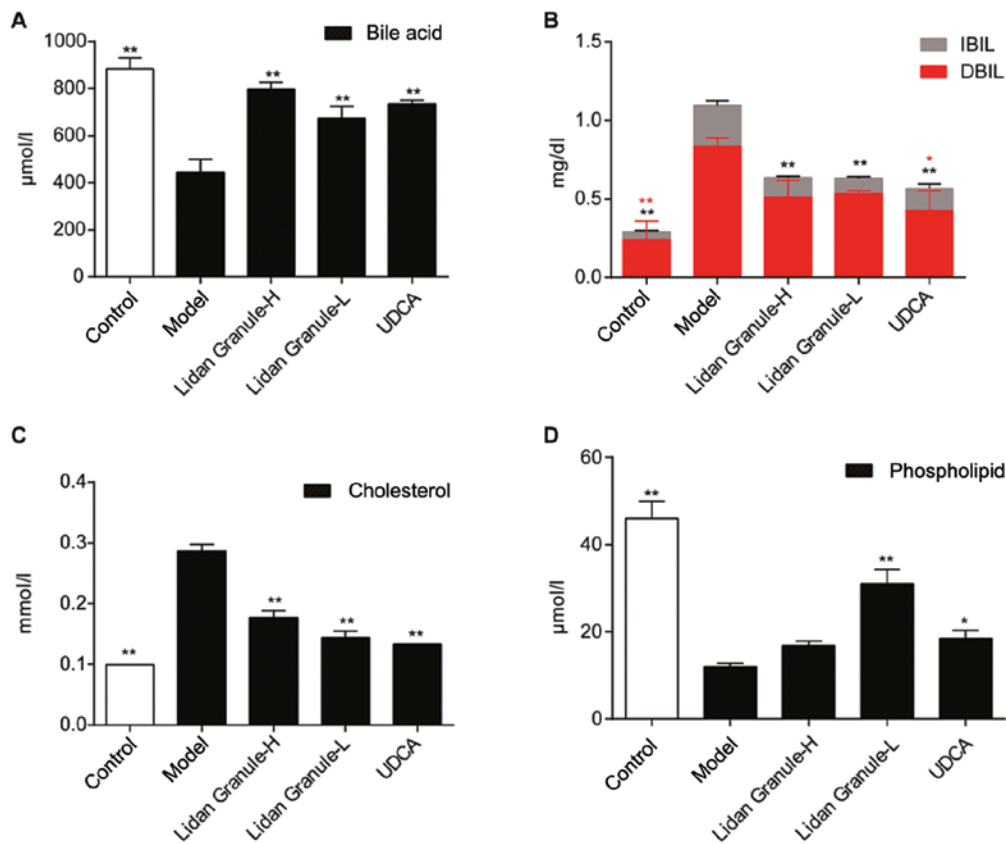 A
Bile acid
1000
800
600
400
200
0
µmol/l
**
**
**
**
Control
Model
Lidan Granule-H
Lidan Granule-L
UDCA
B
IBIL
DBIL
1.5
1.0
0.5
0.0
mg/dl
**
**
**
**
*
**
Control
Model
Lidan Granule-H
Lidan Granule-L
UDCA
C
Cholesterol
0.4
0.3
0.2
0.1
0.0
mmol/l
**
**
**
**
Control
Model
Lidan Granule-H
Lidan Granule-L
UDCA
D
Phospholipid
60
40
20
0
µmol/l
**
**
*
Control
Model
Lidan Granule-H
Lidan Granule-L
UDCA